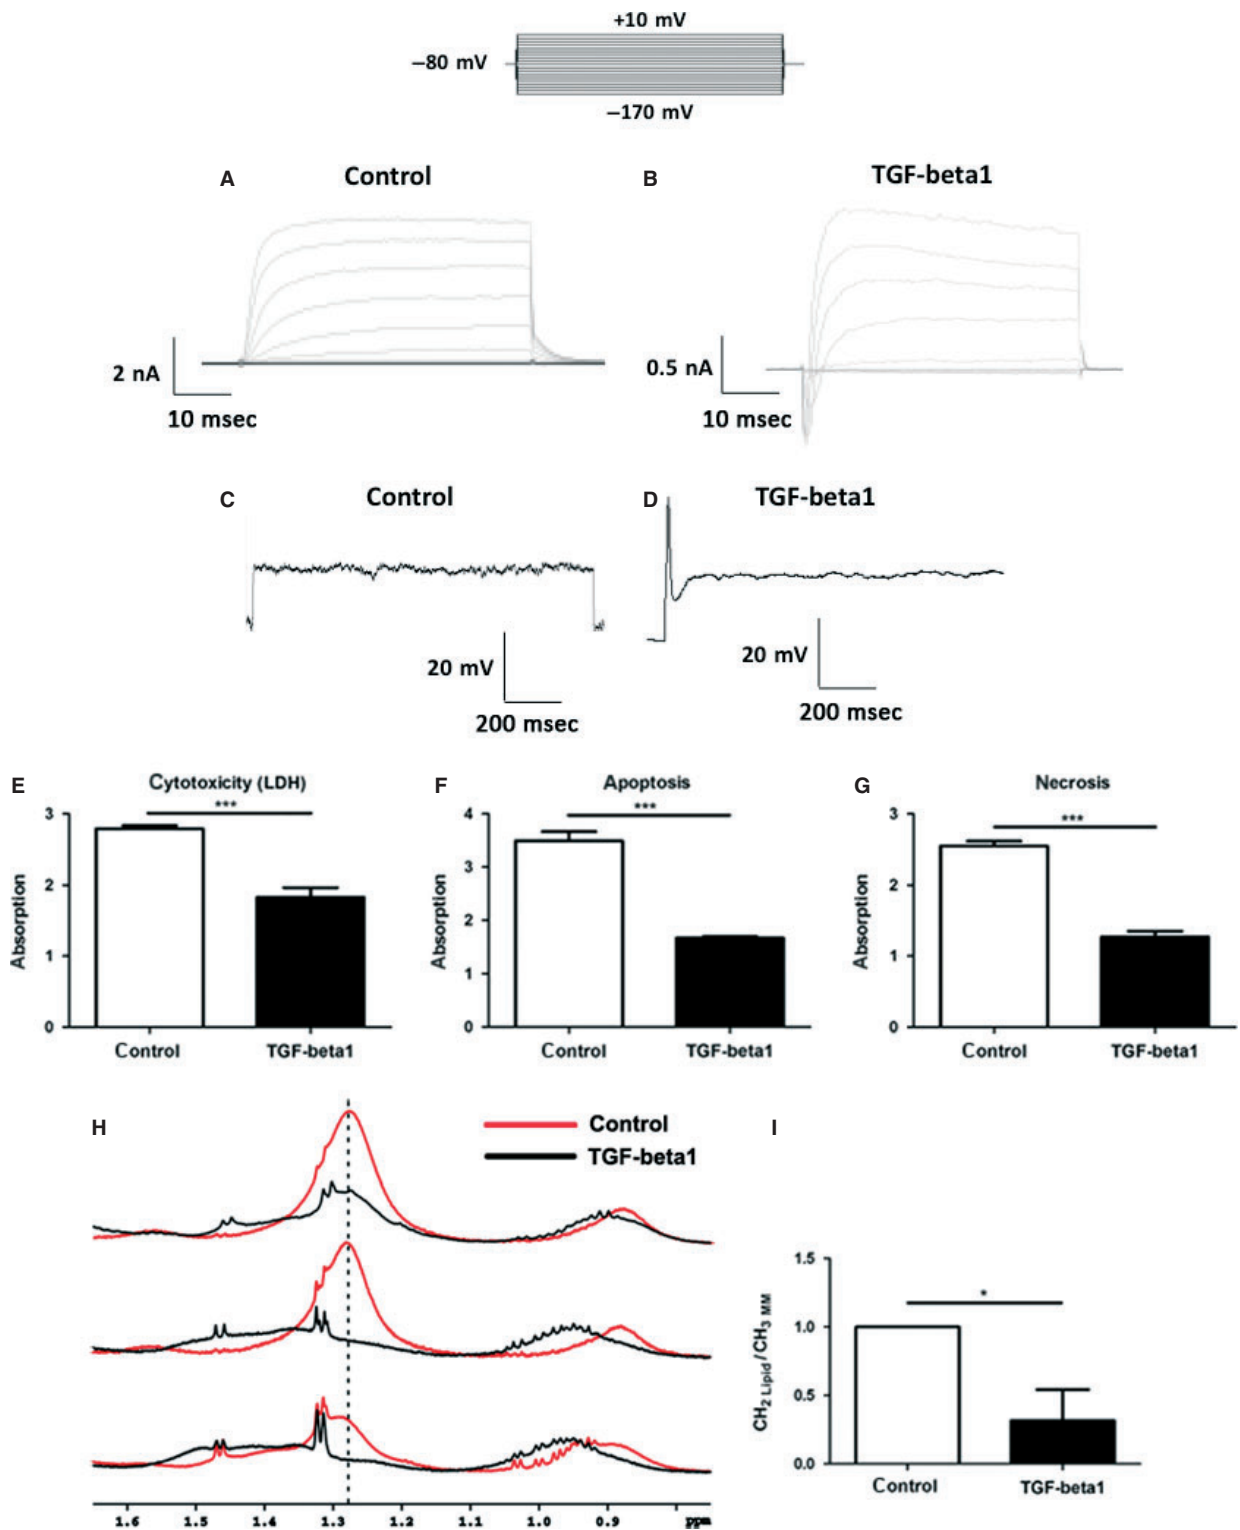 +10 mV
−80 mV
−170 mV
A
Control
B
TGF-beta1
2 nA
10 msec
0.5 nA
10 msec
C
Control
D
TGF-beta1
20 mV
200 msec
20 mV
200 msec
E
Cytotoxicity (LDH)
***
3
2
1
0
Absorption
Control
TGF-beta1
F
Apoptosis
***
4
3
2
1
0
Absorption
Control
TGF-beta1
G
Necrosis
***
3
2
1
0
Absorption
Control
TGF-beta1
H
Control
TGF-beta1
1.6 1.5 1.4 1.3 1.2 1.1 1.0 0.9 ppm
I
*
1.5
1.0
0.5
0.0
CH2 Lipid/CH3 MM
Control
TGF-beta1